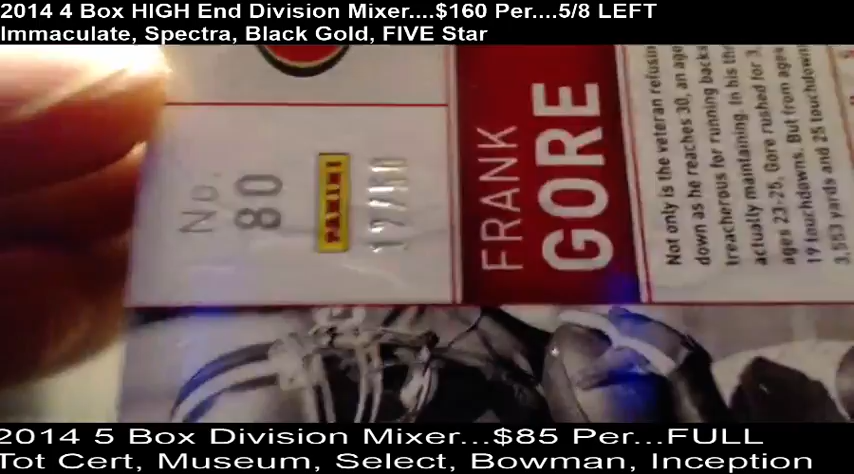 2014 4 Box HIGH End Division Mixer....$160 Per....5/8 LEFT
Immaculate, Spectra, Black Gold, FIVE Star
No.
80
PANINI
FRANK
GORE
Not only is the veteran refusin
down as he reaches 30, an age
treacherous for running backs
actually maintaining. In his th
ages 23-25, Gore rushed for 3,
19 touchdowns. But from ages
3,553 yards and 25 touchdown
2014 5 Box Division Mixer...$85 Per...FULL
Tot Cert, Museum, Select, Bowman, Inception